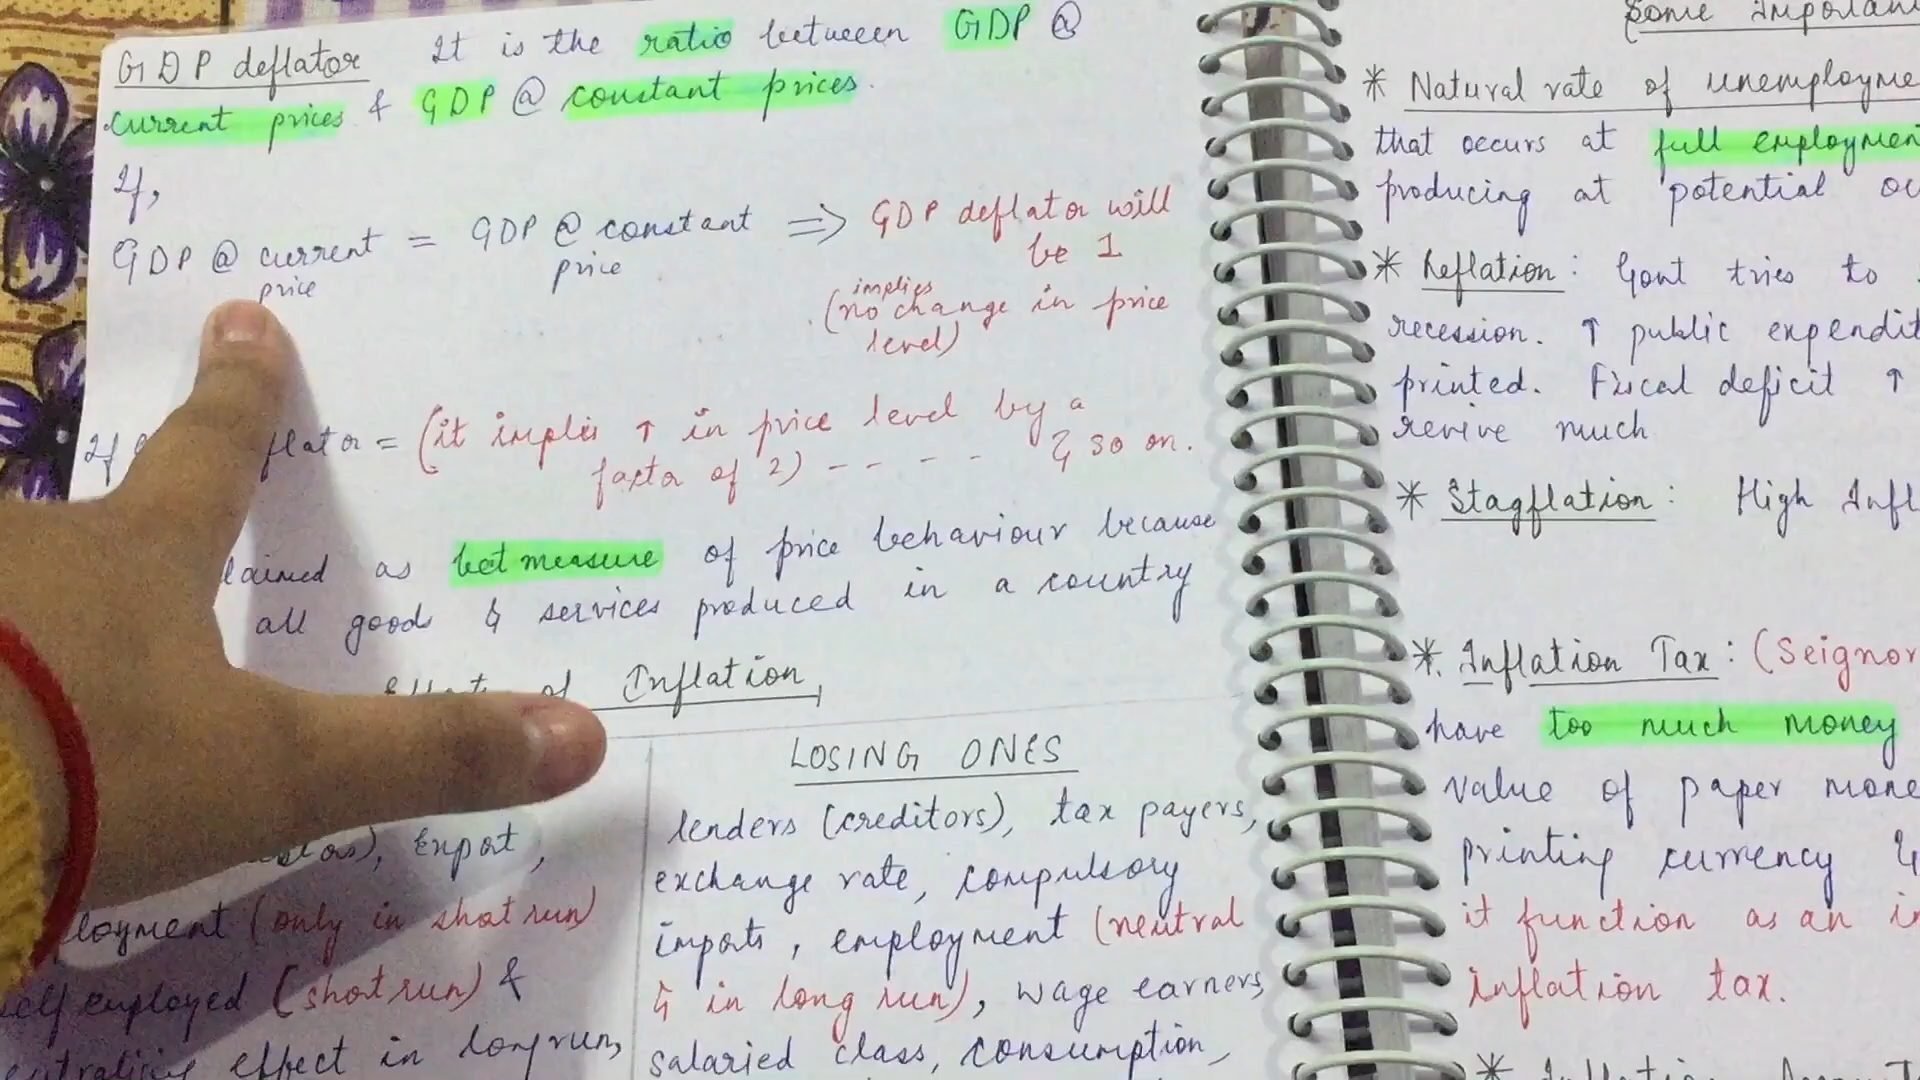 GDP deflator It is the ratio between GDP @
current prices & GDP @ constant prices.
If,
GDP @ current price = GDP @ constant price => GDP deflator will be 1
(implies no change in price level)
If flator = (it implies ↑ in price level by a
factor of 2) - - - - - & so on.
lained as best measure of price behaviour because
all goods & services produced in a country
Effects of Inflation
LOSING ONES
Export,
loyment (only in short run)
self employed (short run) &
effect in long run,
lenders (creditors), tax payers,
exchange rate, compulsory
imports, employment (neutral
& in long run), wage earners,
salaried class, consumption,
Some Importan
* Natural rate of unemployme
that occurs at full employmen
producing at potential ou
* Reflation: Govt tries to
recession. ↑ public expendit
printed. Fiscal deficit ↑
revive much
* Stagflation: High Infl
* Inflation Tax: (Seignor
have too much money
value of paper mone
printing currency &
it function as an in
inflation tax.